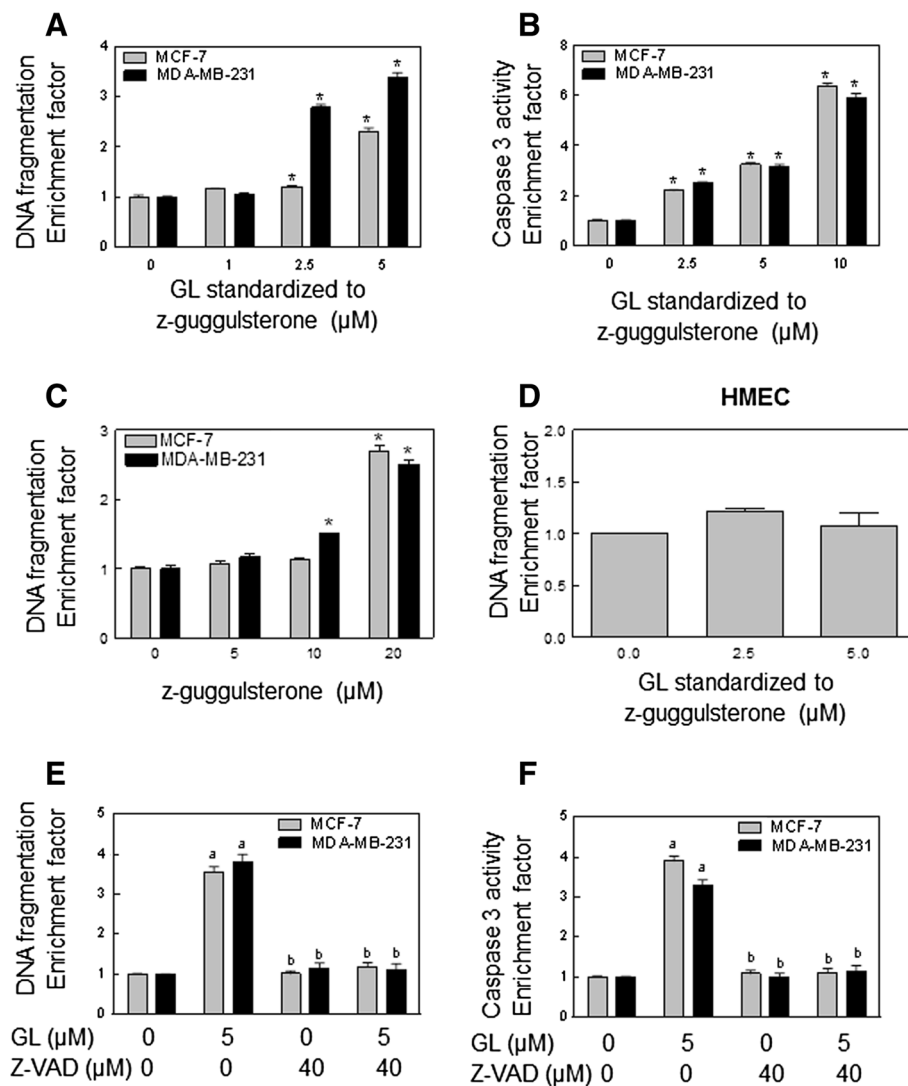 A
DNA fragmentation
Enrichment factor
4
3
2
1
0
MCF-7
MDA-MB-231
*
*
*
*
0 1 2.5 5
GL standardized to
z-guggulsterone (µM)
B
Caspase 3 activity
Enrichment factor
8
6
4
2
0
MCF-7
MDA-MB-231
* * * * * *
0 2.5 5 10
GL standardized to
z-guggulsterone (µM)
C
DNA fragmentation
Enrichment factor
3
2
1
0
MCF-7
MDA-MB-231
* * *
0 5 10 20
z-guggulsterone (µM)
D
HMEC
DNA fragmentation
Enrichment factor
2.0
1.5
1.0
0.5
0.0
0.0 2.5 5.0
GL standardized to
z-guggulsterone (µM)
E
DNA fragmentation
Enrichment factor
5
4
3
2
1
0
MCF-7
MDA-MB-231
a a b b b b
GL (µM) 0 5 0 5
Z-VAD (µM) 0 0 40 40
F
Caspase 3 activity
Enrichment factor
5
4
3
2
1
0
MCF-7
MDA-MB-231
a a b b b b
0 5 0 5
0 0 40 40